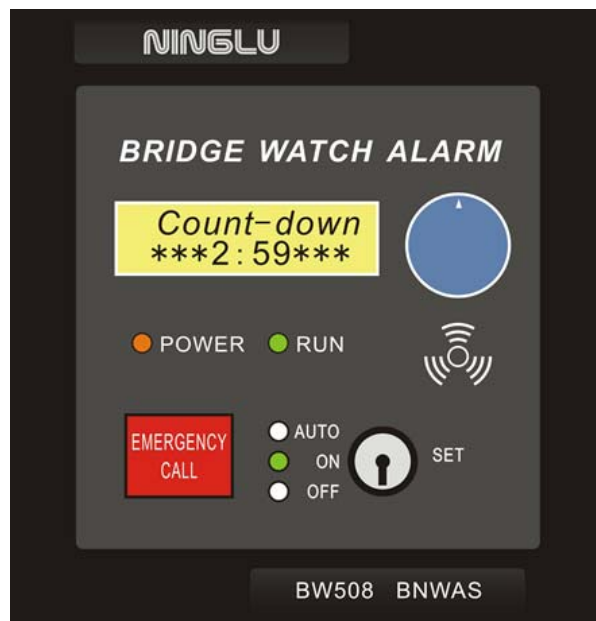 NINGLU
BRIDGE WATCH ALARM
Count-down
***2:59***
POWER RUN
EMERGENCY
CALL
AUTO
ON
OFF
SET
BW508 BNWAS